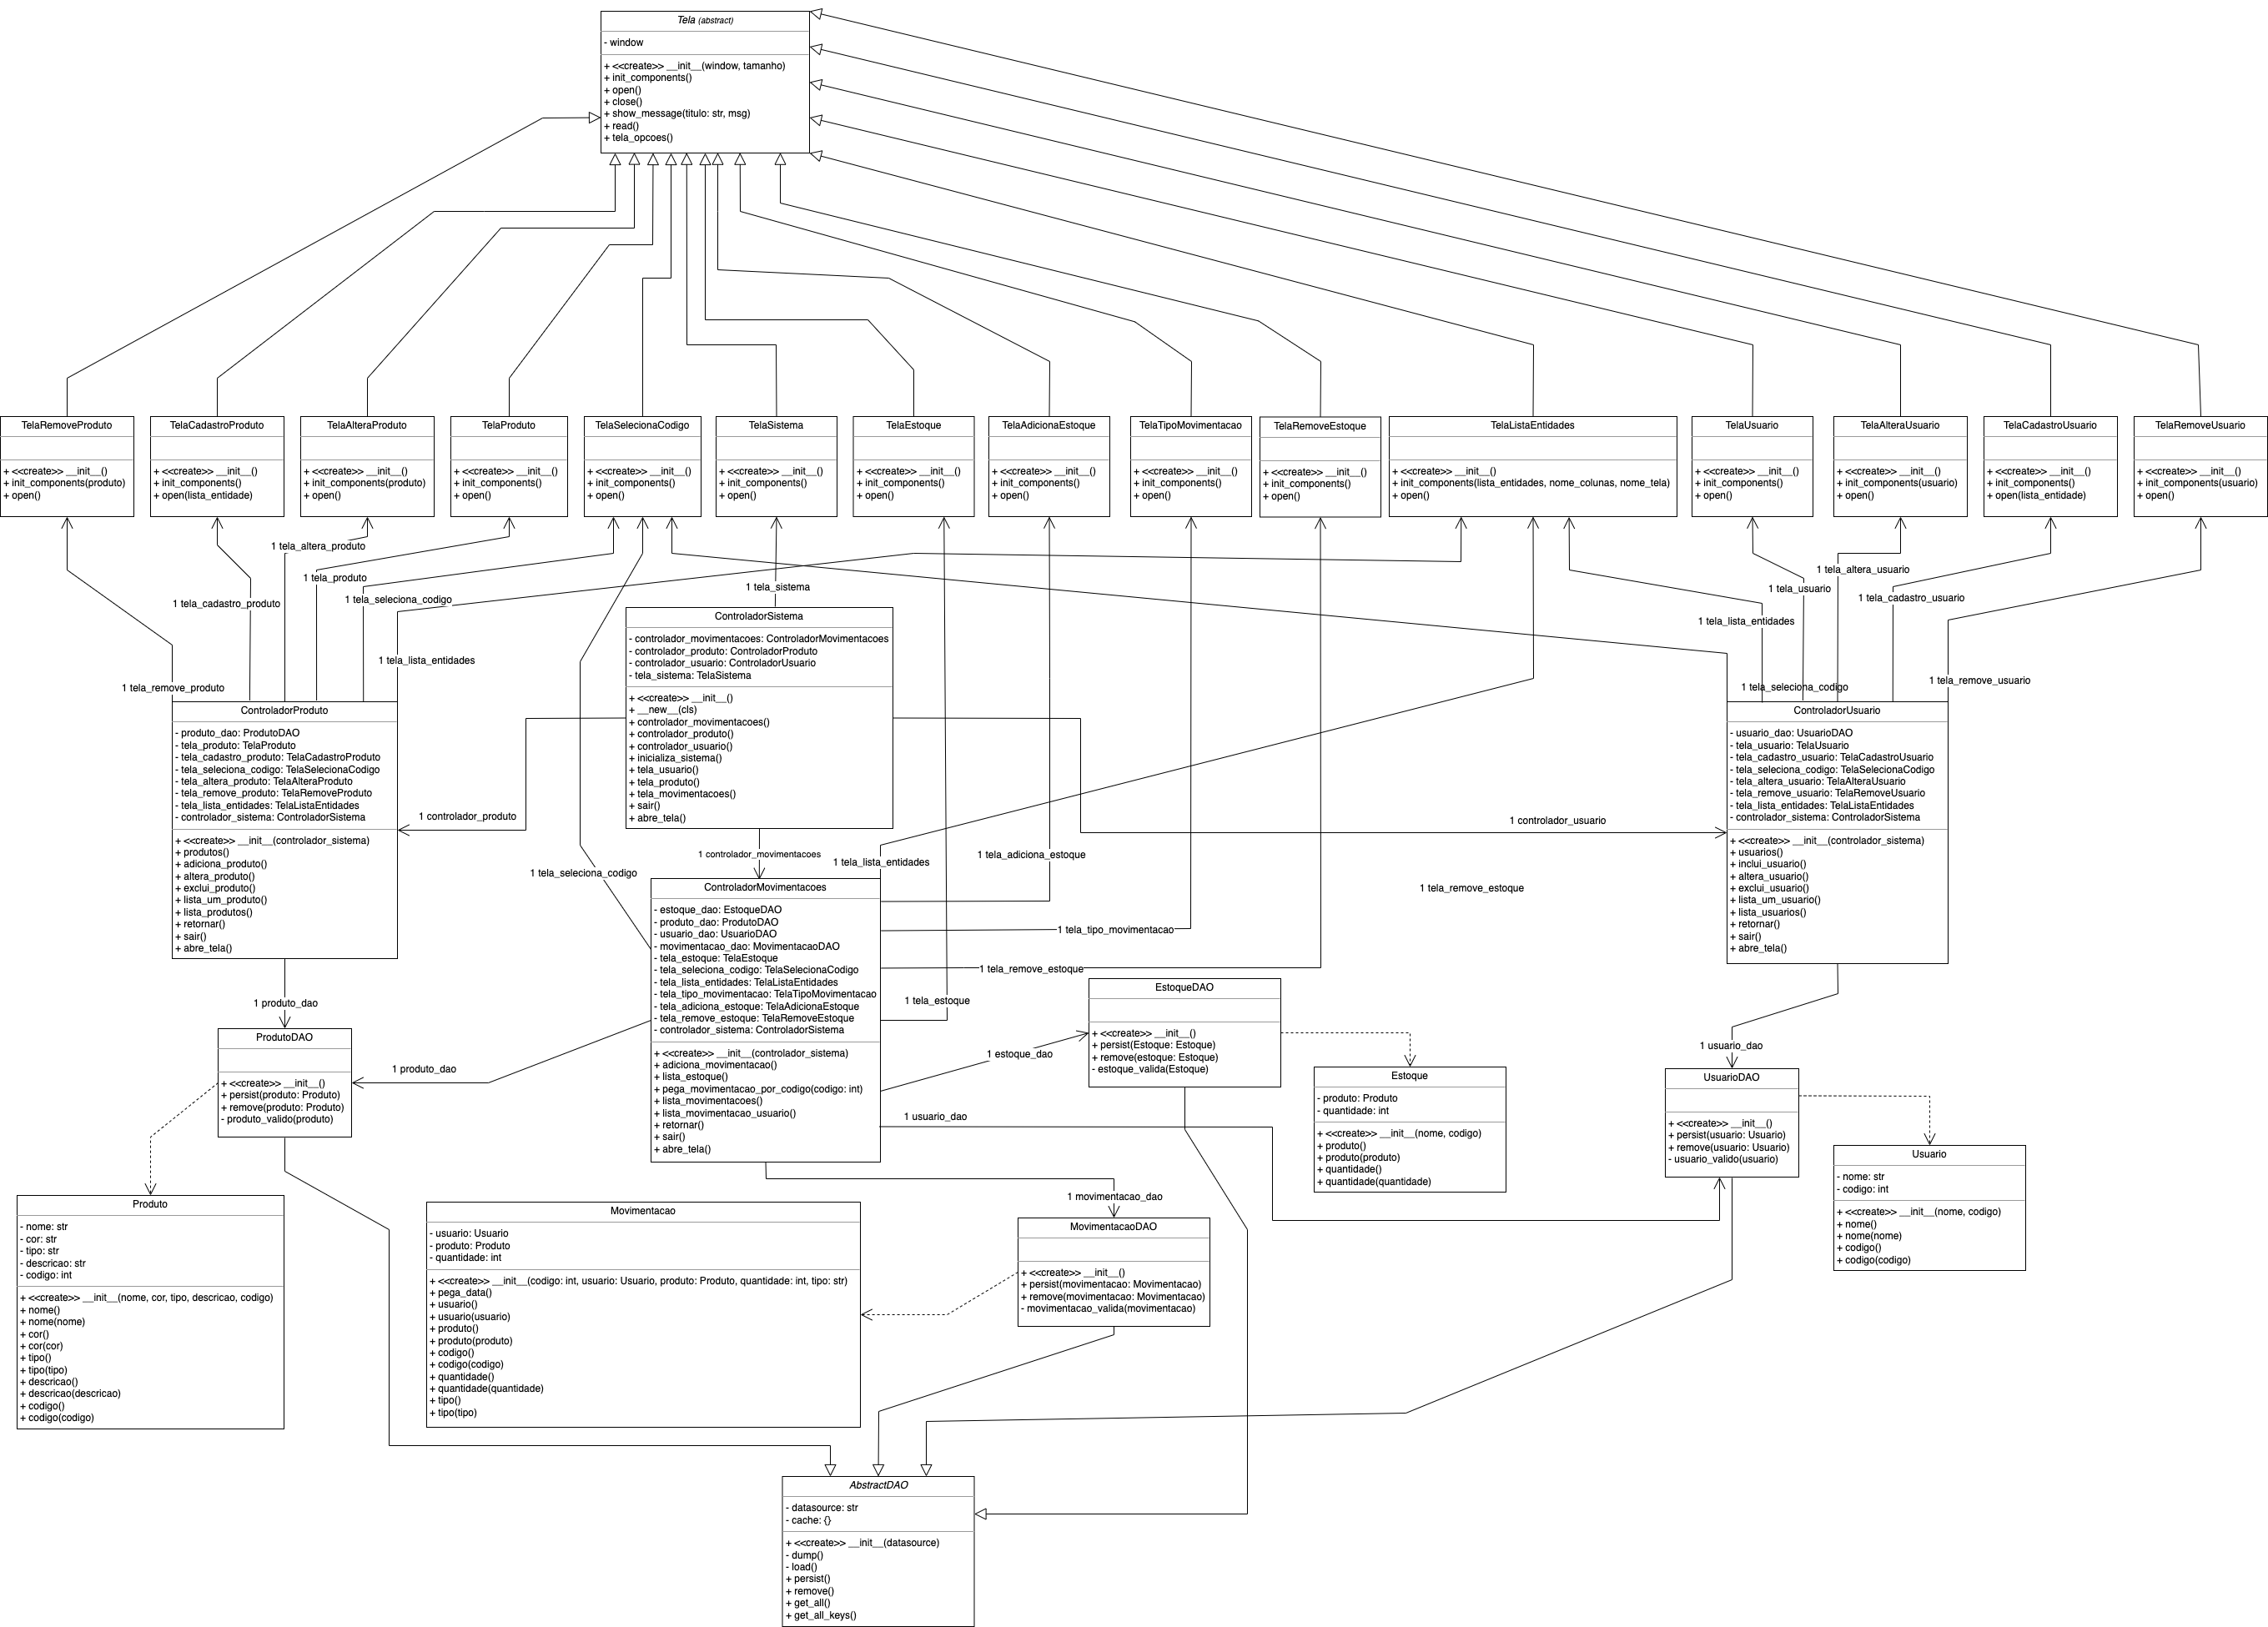 Tela (abstract)
- window
+ <<create>> __init__(window, tamanho)
+ init_components()
+ open()
+ close()
+ show_message(titulo: str, msg)
+ read()
+ tela_opcoes()
TelaRemoveProduto
+ <<create>> __init__()
+ init_components(produto)
+ open()
TelaCadastroProduto
+ <<create>> __init__()
+ init_components()
+ open(lista_entidade)
TelaAlteraProduto
+ <<create>> __init__()
+ init_components(produto)
+ open()
TelaProduto
+ <<create>> __init__()
+ init_components()
+ open()
TelaSelecionaCodigo
+ <<create>> __init__()
+ init_components()
+ open()
TelaSistema
+ <<create>> __init__()
+ init_components()
+ open()
TelaEstoque
+ <<create>> __init__()
+ init_components()
+ open()
TelaAdicionaEstoque
+ <<create>> __init__()
+ init_components()
+ open()
TelaTipoMovimentacao
+ <<create>> __init__()
+ init_components()
+ open()
TelaRemoveEstoque
+ <<create>> __init__()
+ init_components()
+ open()
TelaListaEntidades
+ <<create>> __init__()
+ init_components(lista_entidades, nome_colunas, nome_tela)
+ open()
TelaUsuario
+ <<create>> __init__()
+ init_components()
+ open()
TelaAlteraUsuario
+ <<create>> __init__()
+ init_components(usuario)
+ open()
TelaCadastroUsuario
+ <<create>> __init__()
+ init_components()
+ open(lista_entidade)
TelaRemoveUsuario
+ <<create>> __init__()
+ init_components(usuario)
+ open()
1 tela_altera_produto
1 tela_produto
1 tela_cadastro_produto
1 tela_seleciona_codigo
1 tela_lista_entidades
1 tela_remove_produto
1 tela_sistema
1 tela_altera_usuario
1 tela_usuario
1 tela_cadastro_usuario
1 tela_lista_entidades
1 tela_remove_usuario
1 tela_seleciona_codigo
ControladorSistema
- controlador_movimentacoes: ControladorMovimentacoes
- controlador_produto: ControladorProduto
- controlador_usuario: ControladorUsuario
- tela_sistema: TelaSistema
+ <<create>> __init__()
+ __new__(cls)
+ controlador_movimentacoes()
+ controlador_produto()
+ controlador_usuario()
+ inicializa_sistema()
+ tela_usuario()
+ tela_produto()
+ tela_movimentacoes()
+ sair()
+ abre_tela()
ControladorProduto
- produto_dao: ProdutoDAO
- tela_produto: TelaProduto
- tela_cadastro_produto: TelaCadastroProduto
- tela_seleciona_codigo: TelaSelecionaCodigo
- tela_altera_produto: TelaAlteraProduto
- tela_remove_produto: TelaRemoveProduto
- tela_lista_entidades: TelaListaEntidades
- controlador_sistema: ControladorSistema
+ <<create>> __init__(controlador_sistema)
+ produtos()
+ adiciona_produto()
+ altera_produto()
+ exclui_produto()
+ lista_um_produto()
+ lista_produtos()
+ retornar()
+ sair()
+ abre_tela()
ControladorUsuario
- usuario_dao: UsuarioDAO
- tela_usuario: TelaUsuario
- tela_cadastro_usuario: TelaCadastroUsuario
- tela_seleciona_codigo: TelaSelecionaCodigo
- tela_altera_usuario: TelaAlteraUsuario
- tela_remove_usuario: TelaRemoveUsuario
- tela_lista_entidades: TelaListaEntidades
- controlador_sistema: ControladorSistema
+ <<create>> __init__(controlador_sistema)
+ usuarios()
+ inclui_usuario()
+ altera_usuario()
+ exclui_usuario()
+ lista_um_usuario()
+ lista_usuarios()
+ retornar()
+ sair()
+ abre_tela()
1 controlador_produto
1 controlador_usuario
1 controlador_movimentacoes
1 tela_lista_entidades
1 tela_adiciona_estoque
1 tela_seleciona_codigo
1 tela_remove_estoque
1 tela_tipo_movimentacao
1 tela_remove_estoque
1 tela_estoque
ControladorMovimentacoes
- estoque_dao: EstoqueDAO
- produto_dao: ProdutoDAO
- usuario_dao: UsuarioDAO
- movimentacao_dao: MovimentacaoDAO
- tela_estoque: TelaEstoque
- tela_seleciona_codigo: TelaSelecionaCodigo
- tela_lista_entidades: TelaListaEntidades
- tela_tipo_movimentacao: TelaTipoMovimentacao
- tela_adiciona_estoque: TelaAdicionaEstoque
- tela_remove_estoque: TelaRemoveEstoque
- controlador_sistema: ControladorSistema
+ <<create>> __init__(controlador_sistema)
+ adiciona_movimentacao()
+ lista_estoque()
+ pega_movimentacao_por_codigo(codigo: int)
+ lista_movimentacoes()
+ lista_movimentacao_usuario()
+ retornar()
+ sair()
+ abre_tela()
1 produto_dao
1 produto_dao
1 estoque_dao
1 usuario_dao
1 usuario_dao
1 movimentacao_dao
ProdutoDAO
+ <<create>> __init__()
+ persist(produto: Produto)
+ remove(produto: Produto)
- produto_valido(produto)
EstoqueDAO
+ <<create>> __init__()
+ persist(Estoque: Estoque)
+ remove(estoque: Estoque)
- estoque_valida(Estoque)
Estoque
- produto: Produto
- quantidade: int
+ <<create>> __init__(nome, codigo)
+ produto()
+ produto(produto)
+ quantidade()
+ quantidade(quantidade)
UsuarioDAO
+ <<create>> __init__()
+ persist(usuario: Usuario)
+ remove(usuario: Usuario)
- usuario_valido(usuario)
Usuario
- nome: str
- codigo: int
+ <<create>> __init__(nome, codigo)
+ nome()
+ nome(nome)
+ codigo()
+ codigo(codigo)
Produto
- nome: str
- cor: str
- tipo: str
- descricao: str
- codigo: int
+ <<create>> __init__(nome, cor, tipo, descricao, codigo)
+ nome()
+ nome(nome)
+ cor()
+ cor(cor)
+ tipo()
+ tipo(tipo)
+ descricao()
+ descricao(descricao)
+ codigo()
+ codigo(codigo)
Movimentacao
- usuario: Usuario
- produto: Produto
- quantidade: int
+ <<create>> __init__(codigo: int, usuario: Usuario, produto: Produto, quantidade: int, tipo: str)
+ pega_data()
+ usuario()
+ usuario(usuario)
+ produto()
+ produto(produto)
+ codigo()
+ codigo(codigo)
+ quantidade()
+ quantidade(quantidade)
+ tipo()
+ tipo(tipo)
MovimentacaoDAO
+ <<create>> __init__()
+ persist(movimentacao: Movimentacao)
+ remove(movimentacao: Movimentacao)
- movimentacao_valida(movimentacao)
AbstractDAO
- datasource: str
- cache: {}
+ <<create>> __init__(datasource)
- dump()
- load()
+ persist()
+ remove()
+ get_all()
+ get_all_keys()